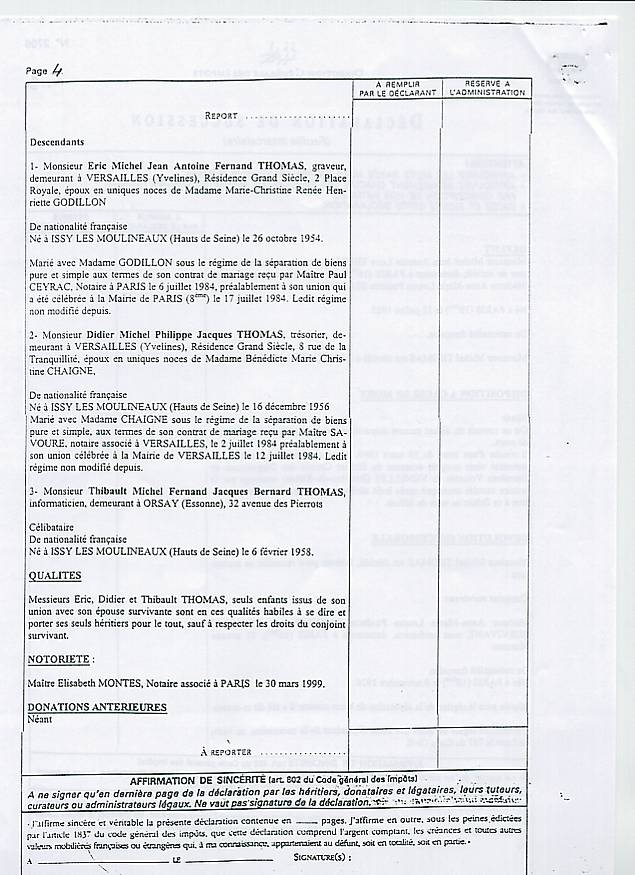 Page 4
A REMPLIR
PAR LE DÉCLARANT
RÉSERVÉ A
L'ADMINISTRATION
REPORT ....................
Descendants
1- Monsieur Eric Michel Jean Antoine Fernand THOMAS, graveur,
demeurant à VERSAILLES (Yvelines), Résidence Grand Siècle, 2 Place
Royale, époux en uniques noces de Madame Marie-Christine Renée Hen-
riette GODILLON
De nationalité française
Né à ISSY LES MOULINEAUX (Hauts de Seine) le 26 octobre 1954.
Marié avec Madame GODILLON sous le régime de la séparation de biens
pure et simple aux termes de son contrat de mariage reçu par Maître Paul
CEYRAC, Notaire à PARIS le 6 juillet 1984, préalablement à son union qui
a été célébrée à la Mairie de PARIS (8ème) le 17 juillet 1984. Ledit régime
non modifié depuis.
2- Monsieur Didier Michel Philippe Jacques THOMAS, trésorier, de-
meurant à VERSAILLES (Yvelines), Résidence Grand Siècle, 8 rue de la
Tranquillité, époux en uniques noces de Madame Bénédicte Marie Chris-
tine CHAIGNE,
De nationalité française
Né à ISSY LES MOULINEAUX (Hauts de Seine) le 16 décembre 1956
Marié avec Madame CHAIGNE sous le régime de la séparation de biens
pure et simple, aux termes de son contrat de mariage reçu par Maître SA-
VOURE, notaire associé à VERSAILLES, le 2 juillet 1984 préalablement à
son union célébrée à la Mairie de VERSAILLES le 12 juillet 1984. Ledit
régime non modifié depuis.
3- Monsieur Thibault Michel Fernand Jacques Bernard THOMAS,
informaticien, demeurant à ORSAY (Essonne), 32 avenue des Pierrots
Célibataire
De nationalité française
Né à ISSY LES MOULINEAUX (Hauts de Seine) le 6 février 1958.
QUALITES
Messieurs Eric, Didier et Thibault THOMAS, seuls enfants issus de son
union avec son épouse survivante sont en ces qualités habiles à se dire et
porter ses seuls héritiers pour le tout, sauf à respecter les droits du conjoint
survivant.
NOTORIETE :
Maître Elisabeth MONTES, Notaire associé à PARIS le 30 mars 1999.
DONATIONS ANTERIEURES
Néant
À REPORTER ..................
AFFIRMATION DE SINCÉRITÉ (art. 802 du Code général des Impôts)
A ne signer qu'en dernière page de la déclaration par les héritiers, donataires et légataires, leurs tuteurs,
curateurs ou administrateurs légaux. Ne vaut pas signature de la déclaration.
- J'affirme sincère et véritable la présente déclaration contenue en _____ pages. J'affirme en outre, sous les peines édictées
par l'article 1837 du code général des impôts, que cette déclaration comprend l'argent comptant, les créances et toutes autres
valeurs mobilières françaises ou étrangères qui, à ma connaissance, appartenaient au défunt, soit en totalité, soit en partie. -
A ____________ LE ____________ SIGNATURE(S) :